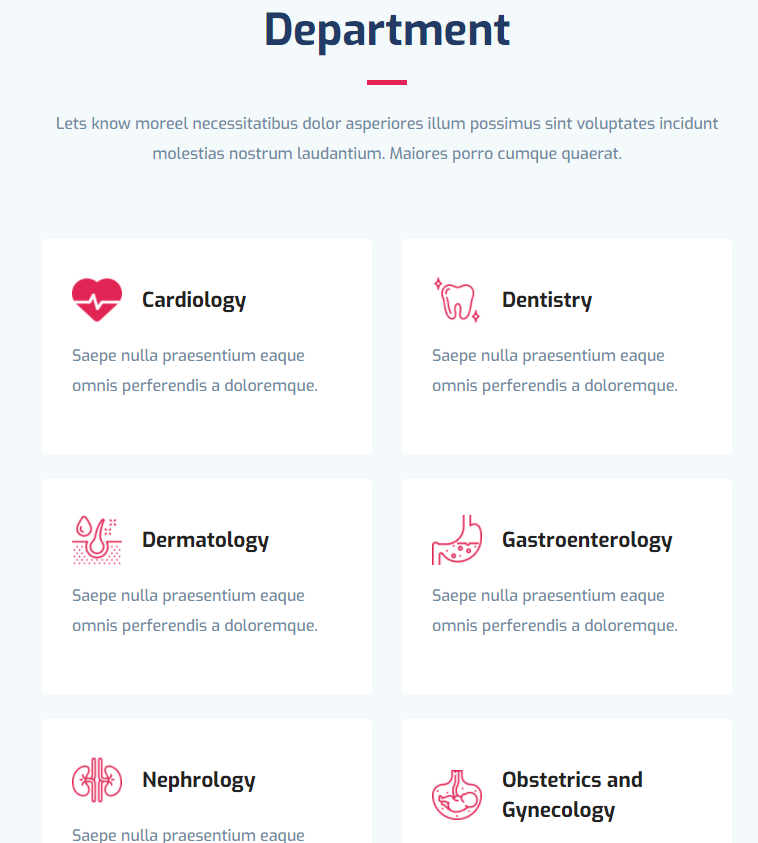 Department
Lets know moreel necessitatibus dolor asperiores illum possimus sint voluptates incidunt
molestias nostrum laudantium. Maiores porro cumque quaerat.
Cardiology
Saepe nulla praesentium eaque
omnis perferendis a doloremque.
Dentistry
Saepe nulla praesentium eaque
omnis perferendis a doloremque.
Dermatology
Saepe nulla praesentium eaque
omnis perferendis a doloremque.
Gastroenterology
Saepe nulla praesentium eaque
omnis perferendis a doloremque.
Nephrology
Saepe nulla praesentium eaque
Obstetrics and
Gynecology